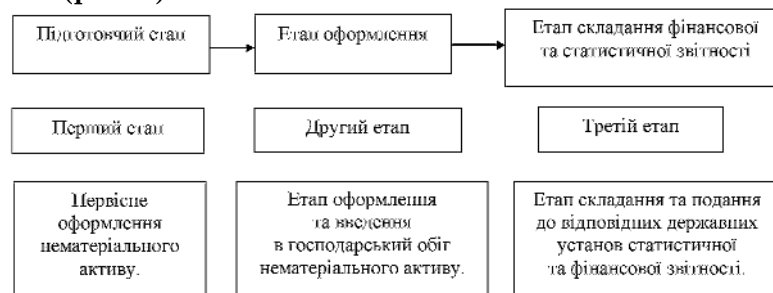 Підготовчий етап
Етап оформлення
Етап складання фінансової
та статистичної звітності
Перший етап
Другий етап
Третій етап
Первісне
оформлення
нематеріального
активу.
Етап оформлення
та введення
в господарський обіг
нематеріального активу.
Етап складання та подання
до відповідних державних
установ статистичної
та фінансової звітності.